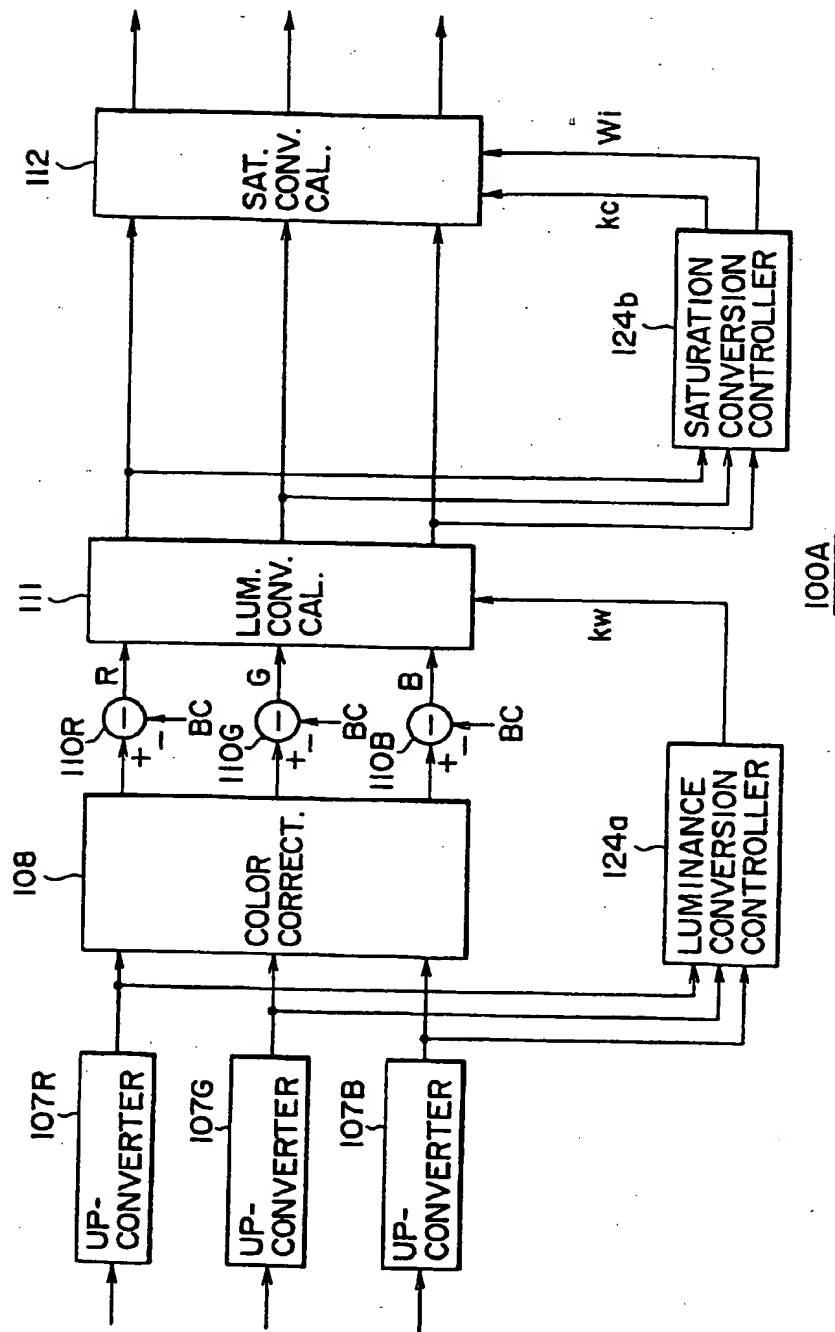 107R
UP-
CONVERTER
107G
UP-
CONVERTER
107B
UP-
CONVERTER
108
COLOR
CORRECT.
110R
+
-
-
BC
R
110G
+
-
-
BC
G
110B
+
-
-
BC
B
111
LUM.
CONV.
CAL.
kw
124a
LUMINANCE
CONVERSION
CONTROLLER
112
SAT.
CONV.
CAL.
kc
Wi
124b
SATURATION
CONVERSION
CONTROLLER
100A